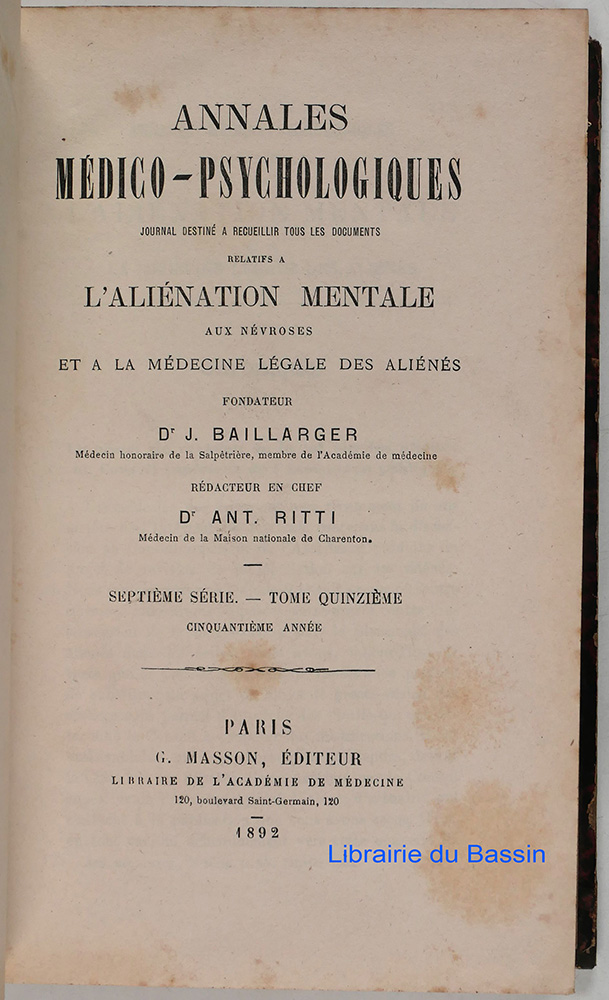 ANNALES
MÉDICO-PSYCHOLOGIQUES
JOURNAL DESTINÉ A RECUEILLIR TOUS LES DOCUMENTS
RELATIFS A
L'ALIÉNATION MENTALE
AUX NÉVROSES
ET A LA MÉDECINE LÉGALE DES ALIÉNÉS
FONDATEUR
Dr J. BAILLARGER
Médecin honoraire de la Salpêtrière, membre de l'Académie de médecine
RÉDACTEUR EN CHEF
Dr ANT. RITTI
Médecin de la Maison nationale de Charenton.
SEPTIÈME SÉRIE. — TOME QUINZIÈME
CINQUANTIÈME ANNÉE
PARIS
G. MASSON, ÉDITEUR
LIBRAIRE DE L'ACADÉMIE DE MÉDECINE
120, boulevard Saint-Germain, 120
1892
Librairie du Bassin